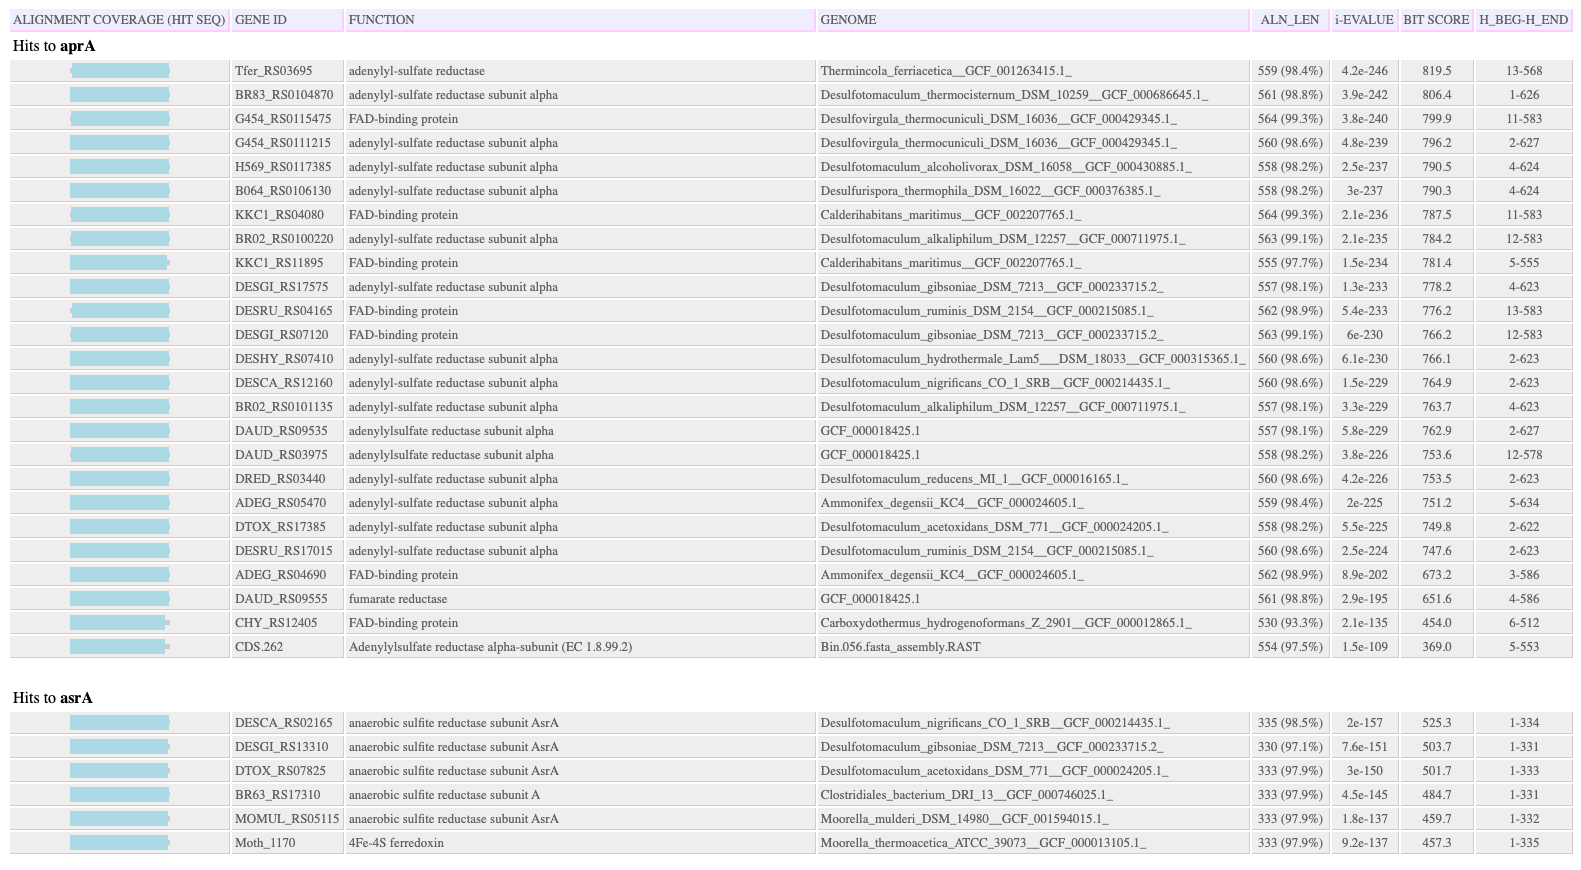 ALIGNMENT COVERAGE (HIT SEQ) GENE ID FUNCTION GENOME ALN_LEN i-EVALUE BIT SCORE H_BEG-H_END
Hits to aprA
Tfer_RS03695 adenylyl-sulfate reductase Thermincola_ferriacetica__GCF_001263415.1_ 559 (98.4%) 4.2e-246 819.5 13-568
BR83_RS0104870 adenylyl-sulfate reductase subunit alpha Desulfotomaculum_thermocisternum_DSM_10259__GCF_000686645.1_ 561 (98.8%) 3.9e-242 806.4 1-626
G454_RS0115475 FAD-binding protein Desulfovirgula_thermocuniculi_DSM_16036__GCF_000429345.1_ 564 (99.3%) 3.8e-240 799.9 11-583
G454_RS0111215 adenylyl-sulfate reductase subunit alpha Desulfovirgula_thermocuniculi_DSM_16036__GCF_000429345.1_ 560 (98.6%) 4.8e-239 796.2 2-627
H569_RS0117385 adenylyl-sulfate reductase subunit alpha Desulfotomaculum_alcoholivorax_DSM_16058__GCF_000430885.1_ 558 (98.2%) 2.5e-237 790.5 4-624
B064_RS0106130 adenylyl-sulfate reductase subunit alpha Desulfurispora_thermophila_DSM_16022__GCF_000376385.1_ 558 (98.2%) 3e-237 790.3 4-624
KKC1_RS04080 FAD-binding protein Calderihabitans_maritimus__GCF_002207765.1_ 564 (99.3%) 2.1e-236 787.5 11-583
BR02_RS0100220 adenylyl-sulfate reductase subunit alpha Desulfotomaculum_alkaliphilum_DSM_12257__GCF_000711975.1_ 563 (99.1%) 2.1e-235 784.2 12-583
KKC1_RS11895 FAD-binding protein Calderihabitans_maritimus__GCF_002207765.1_ 555 (97.7%) 1.5e-234 781.4 5-555
DESGI_RS17575 adenylyl-sulfate reductase subunit alpha Desulfotomaculum_gibsoniae_DSM_7213__GCF_000233715.2_ 557 (98.1%) 1.3e-233 778.2 4-623
DESRU_RS04165 FAD-binding protein Desulfotomaculum_ruminis_DSM_2154__GCF_000215085.1_ 562 (98.9%) 5.4e-233 776.2 13-583
DESGI_RS07120 FAD-binding protein Desulfotomaculum_gibsoniae_DSM_7213__GCF_000233715.2_ 563 (99.1%) 6e-230 766.2 12-583
DESHY_RS07410 adenylyl-sulfate reductase subunit alpha Desulfotomaculum_hydrothermale_Lam5___DSM_18033__GCF_000315365.1_ 560 (98.6%) 6.1e-230 766.1 2-623
DESCA_RS12160 adenylyl-sulfate reductase subunit alpha Desulfotomaculum_nigrificans_CO_1_SRB__GCF_000214435.1_ 560 (98.6%) 1.5e-229 764.9 2-623
BR02_RS0101135 adenylyl-sulfate reductase subunit alpha Desulfotomaculum_alkaliphilum_DSM_12257__GCF_000711975.1_ 557 (98.1%) 3.3e-229 763.7 4-623
DAUD_RS09535 adenylylsulfate reductase subunit alpha GCF_000018425.1 557 (98.1%) 5.8e-229 762.9 2-627
DAUD_RS03975 adenylylsulfate reductase subunit alpha GCF_000018425.1 558 (98.2%) 3.8e-226 753.6 12-578
DRED_RS03440 adenylyl-sulfate reductase subunit alpha Desulfotomaculum_reducens_MI_1__GCF_000016165.1_ 560 (98.6%) 4.2e-226 753.5 2-623
ADEG_RS05470 adenylyl-sulfate reductase subunit alpha Ammonifex_degensii_KC4__GCF_000024605.1_ 559 (98.4%) 2e-225 751.2 5-634
DTOX_RS17385 adenylyl-sulfate reductase subunit alpha Desulfotomaculum_acetoxidans_DSM_771__GCF_000024205.1_ 558 (98.2%) 5.5e-225 749.8 2-622
DESRU_RS17015 adenylyl-sulfate reductase subunit alpha Desulfotomaculum_ruminis_DSM_2154__GCF_000215085.1_ 560 (98.6%) 2.5e-224 747.6 2-623
ADEG_RS04690 FAD-binding protein Ammonifex_degensii_KC4__GCF_000024605.1_ 562 (98.9%) 8.9e-202 673.2 3-586
DAUD_RS09555 fumarate reductase GCF_000018425.1 561 (98.8%) 2.9e-195 651.6 4-586
CHY_RS12405 FAD-binding protein Carboxydothermus_hydrogenoformans_Z_2901__GCF_000012865.1_ 530 (93.3%) 2.1e-135 454.0 6-512
CDS.262 Adenylylsulfate reductase alpha-subunit (EC 1.8.99.2) Bin.056.fasta_assembly.RAST 554 (97.5%) 1.5e-109 369.0 5-553
Hits to asrA
DESCA_RS02165 anaerobic sulfite reductase subunit AsrA Desulfotomaculum_nigrificans_CO_1_SRB__GCF_000214435.1_ 335 (98.5%) 2e-157 525.3 1-334
DESGI_RS13310 anaerobic sulfite reductase subunit AsrA Desulfotomaculum_gibsoniae_DSM_7213__GCF_000233715.2_ 330 (97.1%) 7.6e-151 503.7 1-331
DTOX_RS07825 anaerobic sulfite reductase subunit AsrA Desulfotomaculum_acetoxidans_DSM_771__GCF_000024205.1_ 333 (97.9%) 3e-150 501.7 1-333
BR63_RS17310 anaerobic sulfite reductase subunit A Clostridiales_bacterium_DRI_13__GCF_000746025.1_ 333 (97.9%) 4.5e-145 484.7 1-331
MOMUL_RS05115 anaerobic sulfite reductase subunit AsrA Moorella_mulderi_DSM_14980__GCF_001594015.1_ 333 (97.9%) 1.8e-137 459.7 1-332
Moth_1170 4Fe-4S ferredoxin Moorella_thermoacetica_ATCC_39073__GCF_000013105.1_ 333 (97.9%) 9.2e-137 457.3 1-335